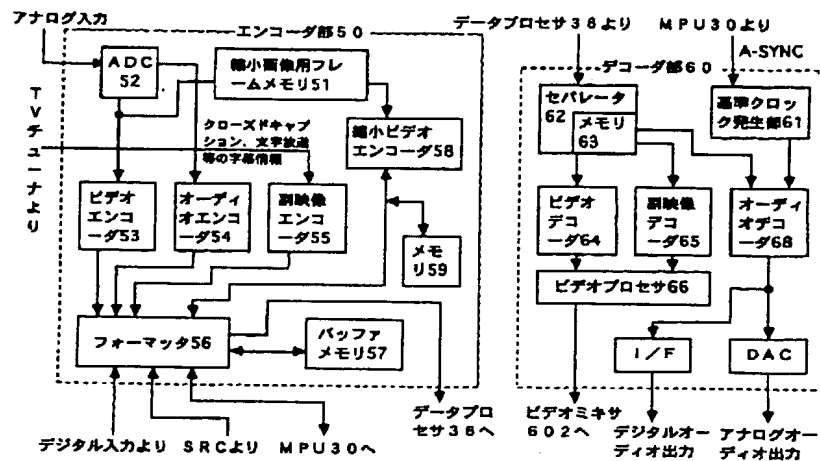 アナログ入力
エンコーダ部50
ADC
52
縮小画像用フレ
ームメモリ51
TVチューナより
クローズドキャプ
ション、文字放送
等の字幕情報
縮小ビデオ
エンコーダ58
ビデオ
エンコ
ーダ53
オーデイ
オエンコ
ーダ54
副映像
エンコ
ーダ55
メモ
リ59
フォーマッタ56
バッファ
メモリ57
デジタル入力より
SRCより
MPU30へ
データプロ
セサ36へ
データプロセサ36より
MPU30より
A-SYNC
デコーダ部60
セパレータ
62
メモリ
63
基準クロッ
ク発生部61
ビデオ
デコ
ーダ64
副映像
デコ
ーダ65
オーデ
ィオデコ
ーダ68
ビデオプロセサ66
I/F
DAC
ビデオミキサ
602へ
デジタルオー
ディオ出力
アナログオー
ディオ出力